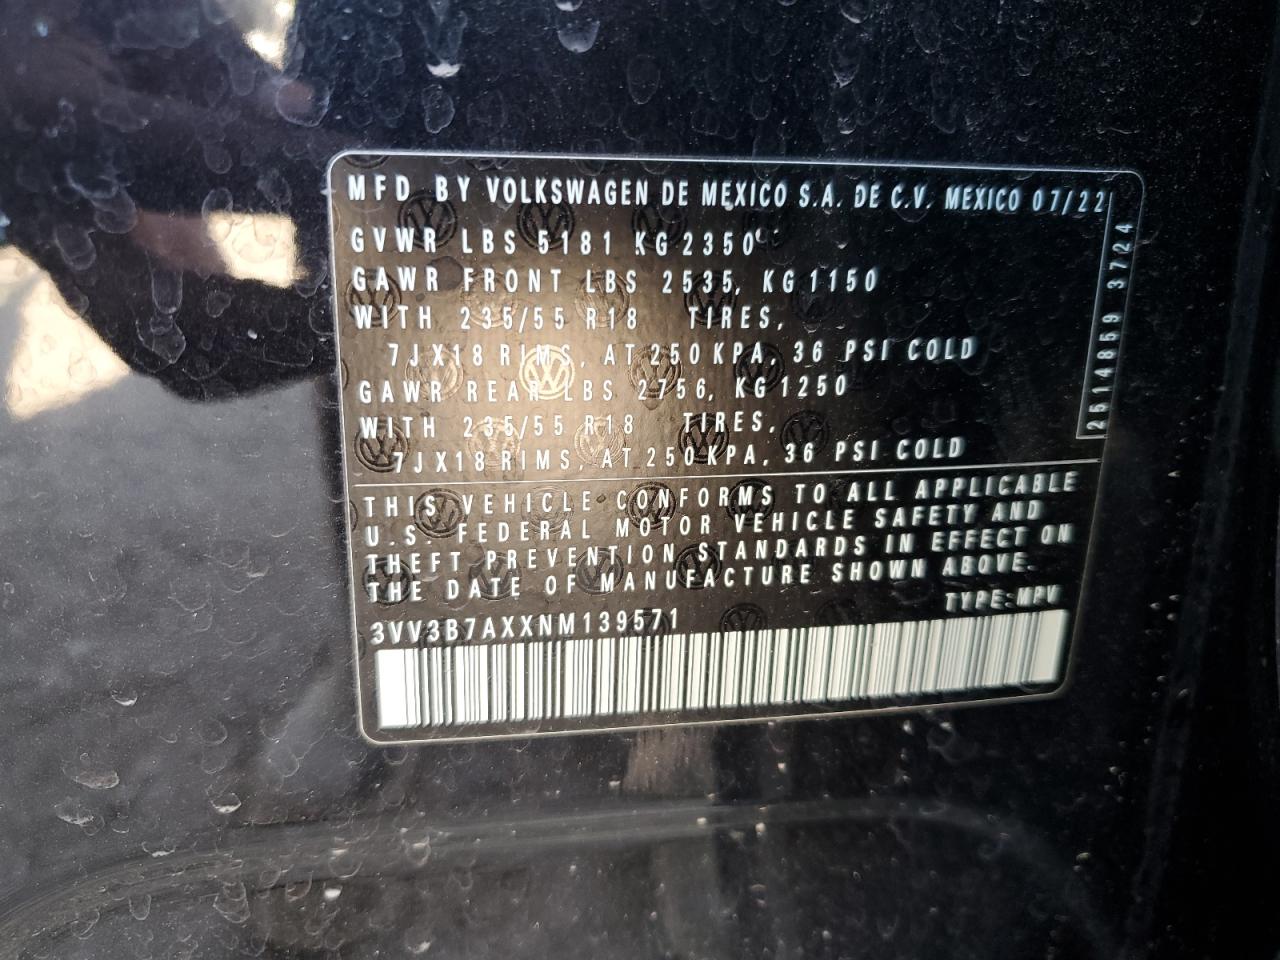 MFD BY VOLKSWAGEN DE MEXICO S.A. DE C.V. MEXICO 07/22
GVWR LBS 5181 KG 2350
GAWR FRONT LBS 2535, KG 1150
WITH 235/55 R18 TIRES,
7JX18 RIMS, AT 250 KPA, 36 PSI COLD
GAWR REAR LBS 2756, KG 1250
WITH 235/55 R18 TIRES,
7JX18 RIMS, AT 250 KPA, 36 PSI COLD
2514859 3724
THIS VEHICLE CONFORMS TO ALL APPLICABLE
U.S. FEDERAL MOTOR VEHICLE SAFETY AND
THEFT PREVENTION STANDARDS IN EFFECT ON
THE DATE OF MANUFACTURE SHOWN ABOVE.
TYPE: MPV
3VV3B7AXXNM139571